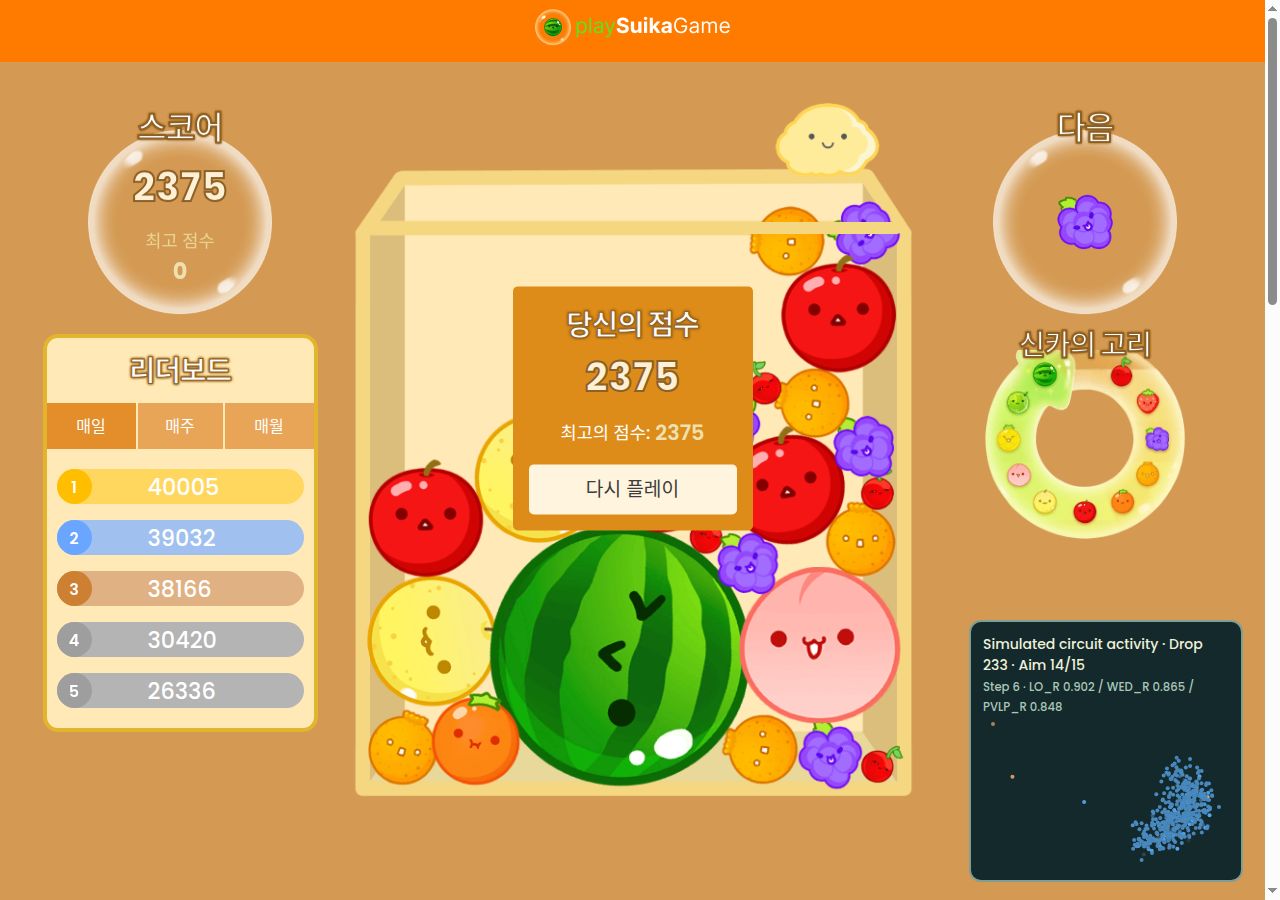 playSuikaGame
스코어
2375
최고 점수
0
리더보드
매일 매주 매월
1 40005
2 39032
3 38166
4 30420
5 26336
당신의 점수
2375
최고의 점수: 2375
다시 플레이
다음
신카의 고리
Simulated circuit activity · Drop
233 · Aim 14/15
Step 6 · LO_R 0.902 / WED_R 0.865 /
PVLP_R 0.848